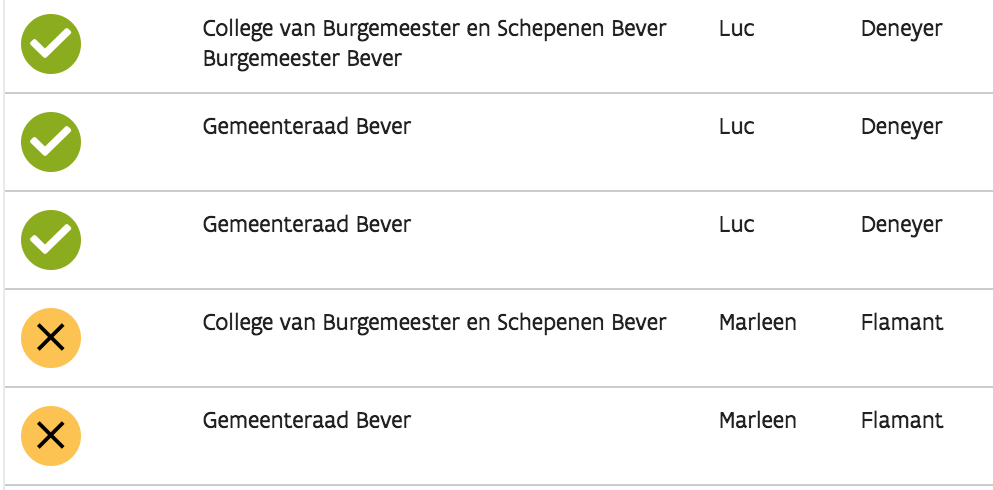 College van Burgemeester en Schepenen Bever Luc Deneyer
Burgemeester Bever
Gemeenteraad Bever Luc Deneyer
Gemeenteraad Bever Luc Deneyer
College van Burgemeester en Schepenen Bever Marleen Flamant
Gemeenteraad Bever Marleen Flamant